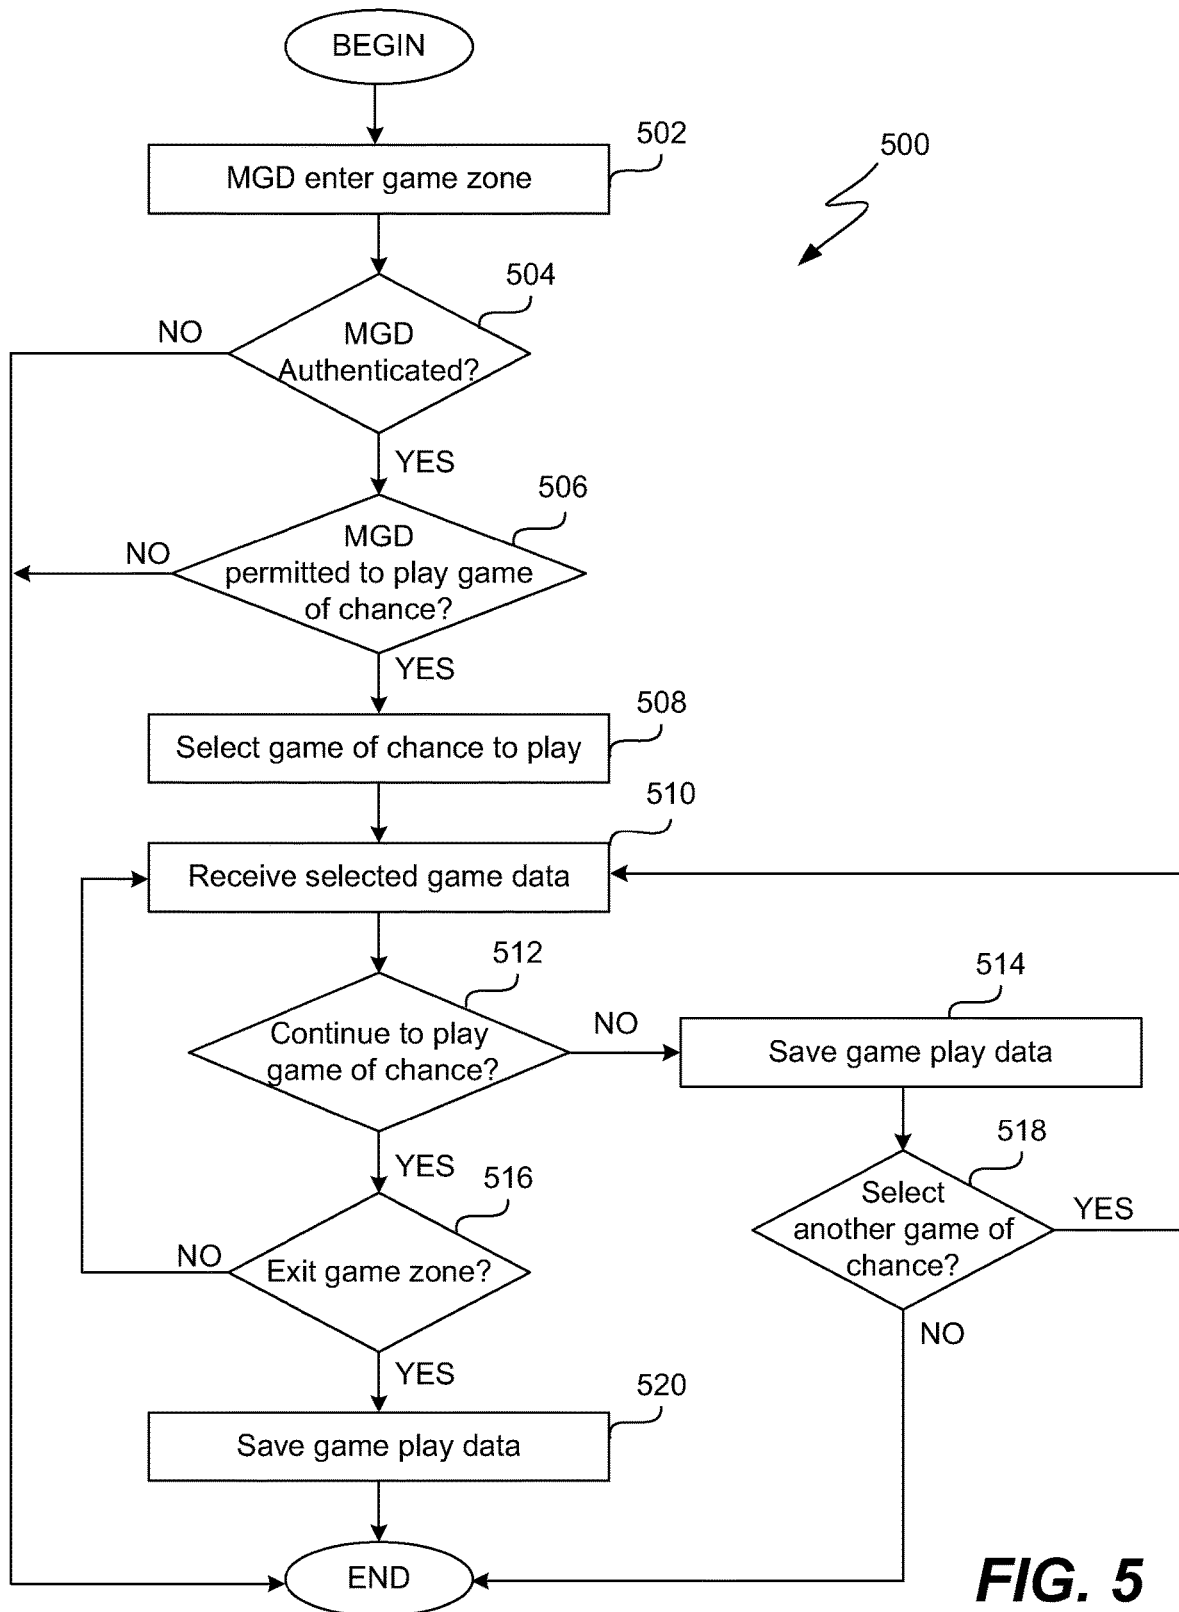 BEGIN
502
MGD enter game zone
500
504
NO
MGD
Authenticated?
YES
506
NO
MGD
permitted to play game
of chance?
YES
508
Select game of chance to play
510
Receive selected game data
512
514
Continue to play
game of chance?
NO
Save game play data
YES
516
518
NO
Exit game zone?
Select
another game of
chance?
YES
NO
YES
520
Save game play data
END
FIG. 5